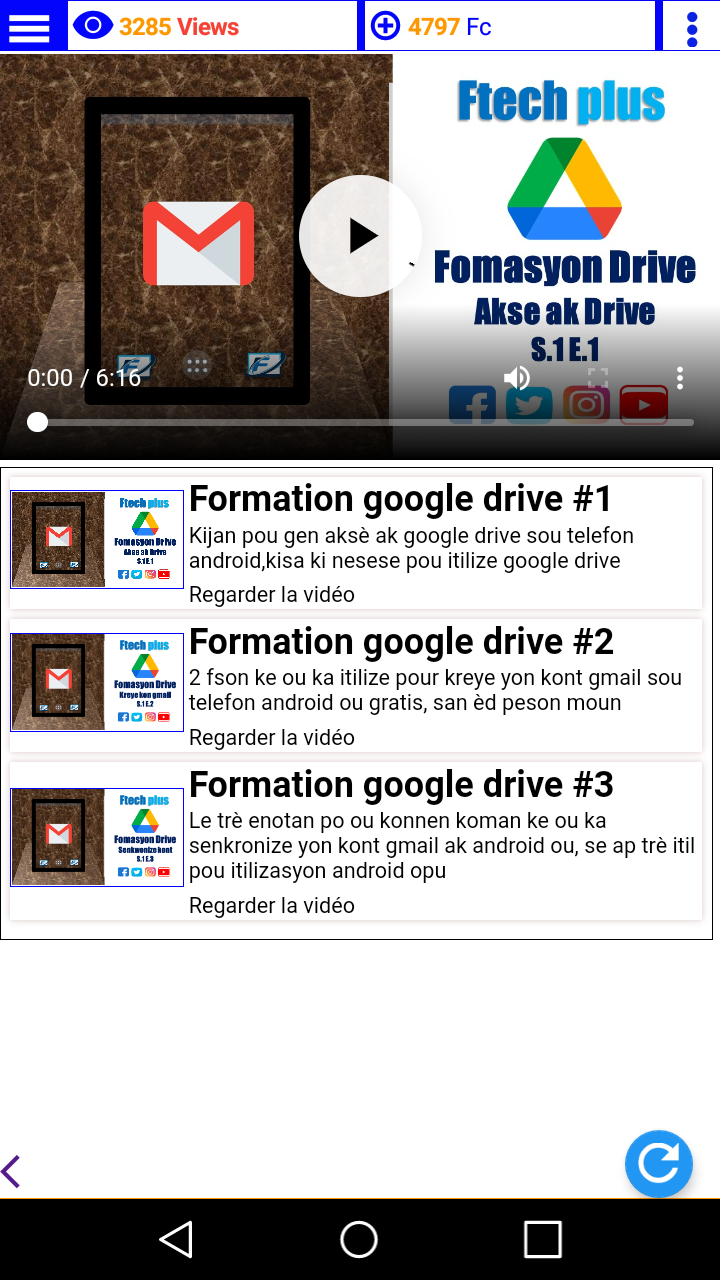 3285 Views
4797 Fc
Ftech plus
Fomasyon Drive
Akse ak Drive
S.1 E.1
0:00 / 6:16
Formation google drive #1
Kijan pou gen aksè ak google drive sou telefon
android,kisa ki nesese pou itilize google drive
Regarder la vidéo
Ftech plus
Fomasyon Drive
Akse ak Drive
S.1 E.1
Formation google drive #2
2 fson ke ou ka itilize pour kreye yon kont gmail sou
telefon android ou gratis, san èd peson moun
Regarder la vidéo
Ftech plus
Fomasyon Drive
Kreye kon gmail
S.1 E.2
Formation google drive #3
Le trè enotan po ou konnen koman ke ou ka
senkronize yon kont gmail ak android ou, se ap trè itil
pou itilizasyon android opu
Regarder la vidéo
Ftech plus
Fomasyon Drive
Senkwonize kont
S.1 E.3